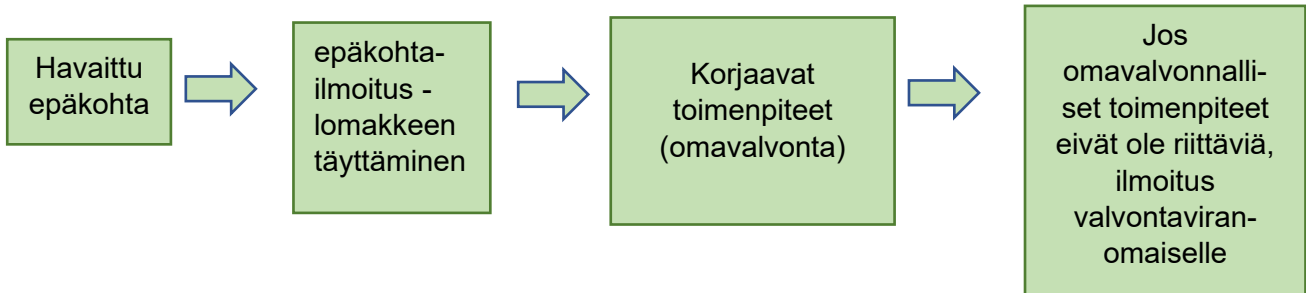 Havaittu
epäkohta
epäkohta-
ilmoitus -
lomakkeen
täyttäminen
Korjaavat
toimenpiteet
(omavalvonta)
Jos
omavalvonnalli-
set toimenpiteet
eivät ole riittäviä,
ilmoitus
valvontaviran-
omaiselle